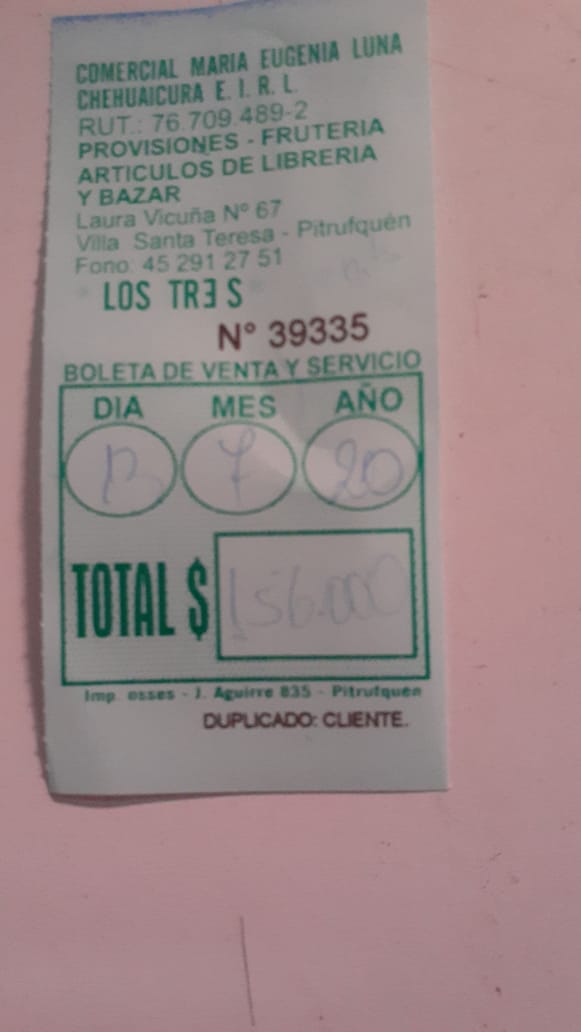 COMERCIAL MARIA EUGENIA LUNA
CHEHUAICURA E. I. R. L.
RUT.: 76.709.489-2
PROVISIONES - FRUTERIA
ARTICULOS DE LIBRERIA
Y BAZAR
Laura Vicuña Nº 67
Villa Santa Teresa - Pitrufquén
Fono: 45 291 27 51
LOS TRƎS
N° 39335
BOLETA DE VENTA Y SERVICIO
DIA MES AÑO
13 7 20
TOTAL $ 156.000
Imp. osses - J. Aguirre 835 - Pitrufquén
DUPLICADO: CLIENTE.